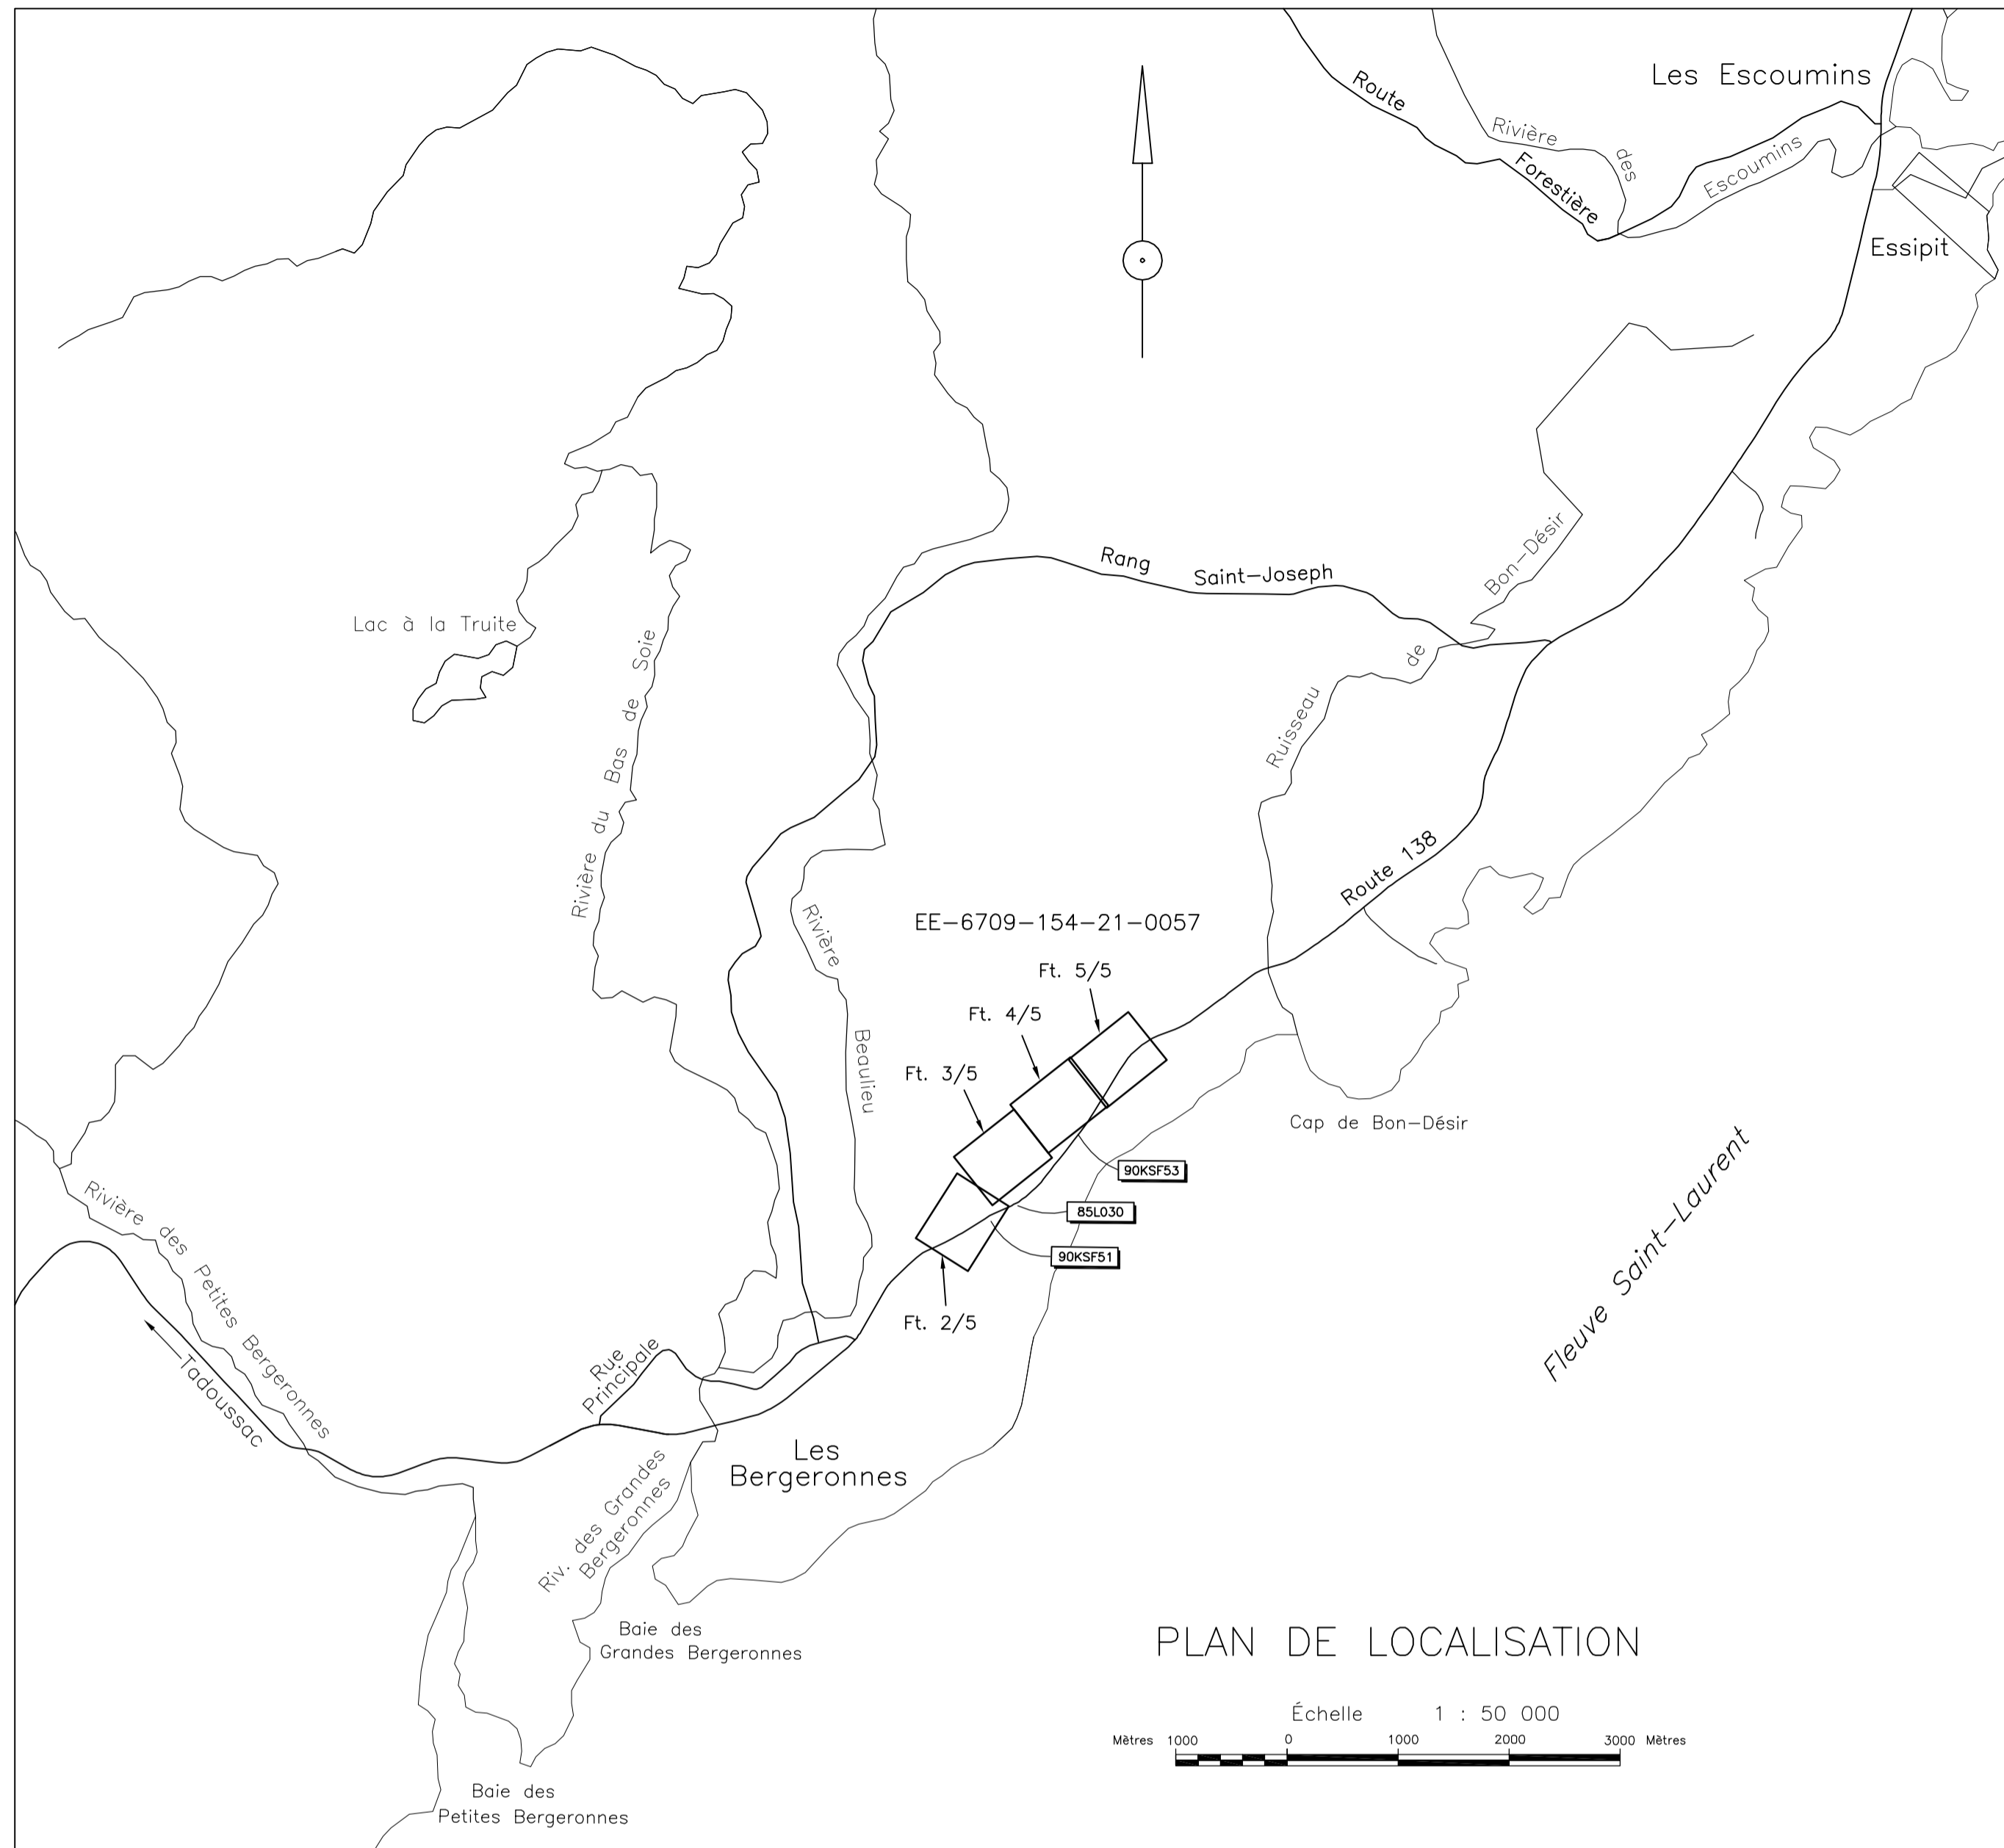 Les Escoumins
Route
Forestière
Rivière
des
Escoumins
Essipit
Rang
Saint-Joseph
Bon-Désir
de
Ruisseau
Lac à la Truite
Rivière du Bas de Soie
Route 138
EE-6709-154-21-0057
Rivière
Beaulieu
Ft. 5/5
Ft. 4/5
Ft. 3/5
Cap de Bon-Désir
90KSF53
85L030
90KSF51
Ft. 2/5
Fleuve Saint-Laurent
Rivière des Petites Bergeronnes
Tadoussac
Rue
Principale
Les
Bergeronnes
Riv. des Grandes
Bergeronnes
Baie des
Grandes Bergeronnes
Baie des
Petites Bergeronnes
PLAN DE LOCALISATION
Échelle 1 : 50 000
Mètres 1000 0 1000 2000 3000 Mètres